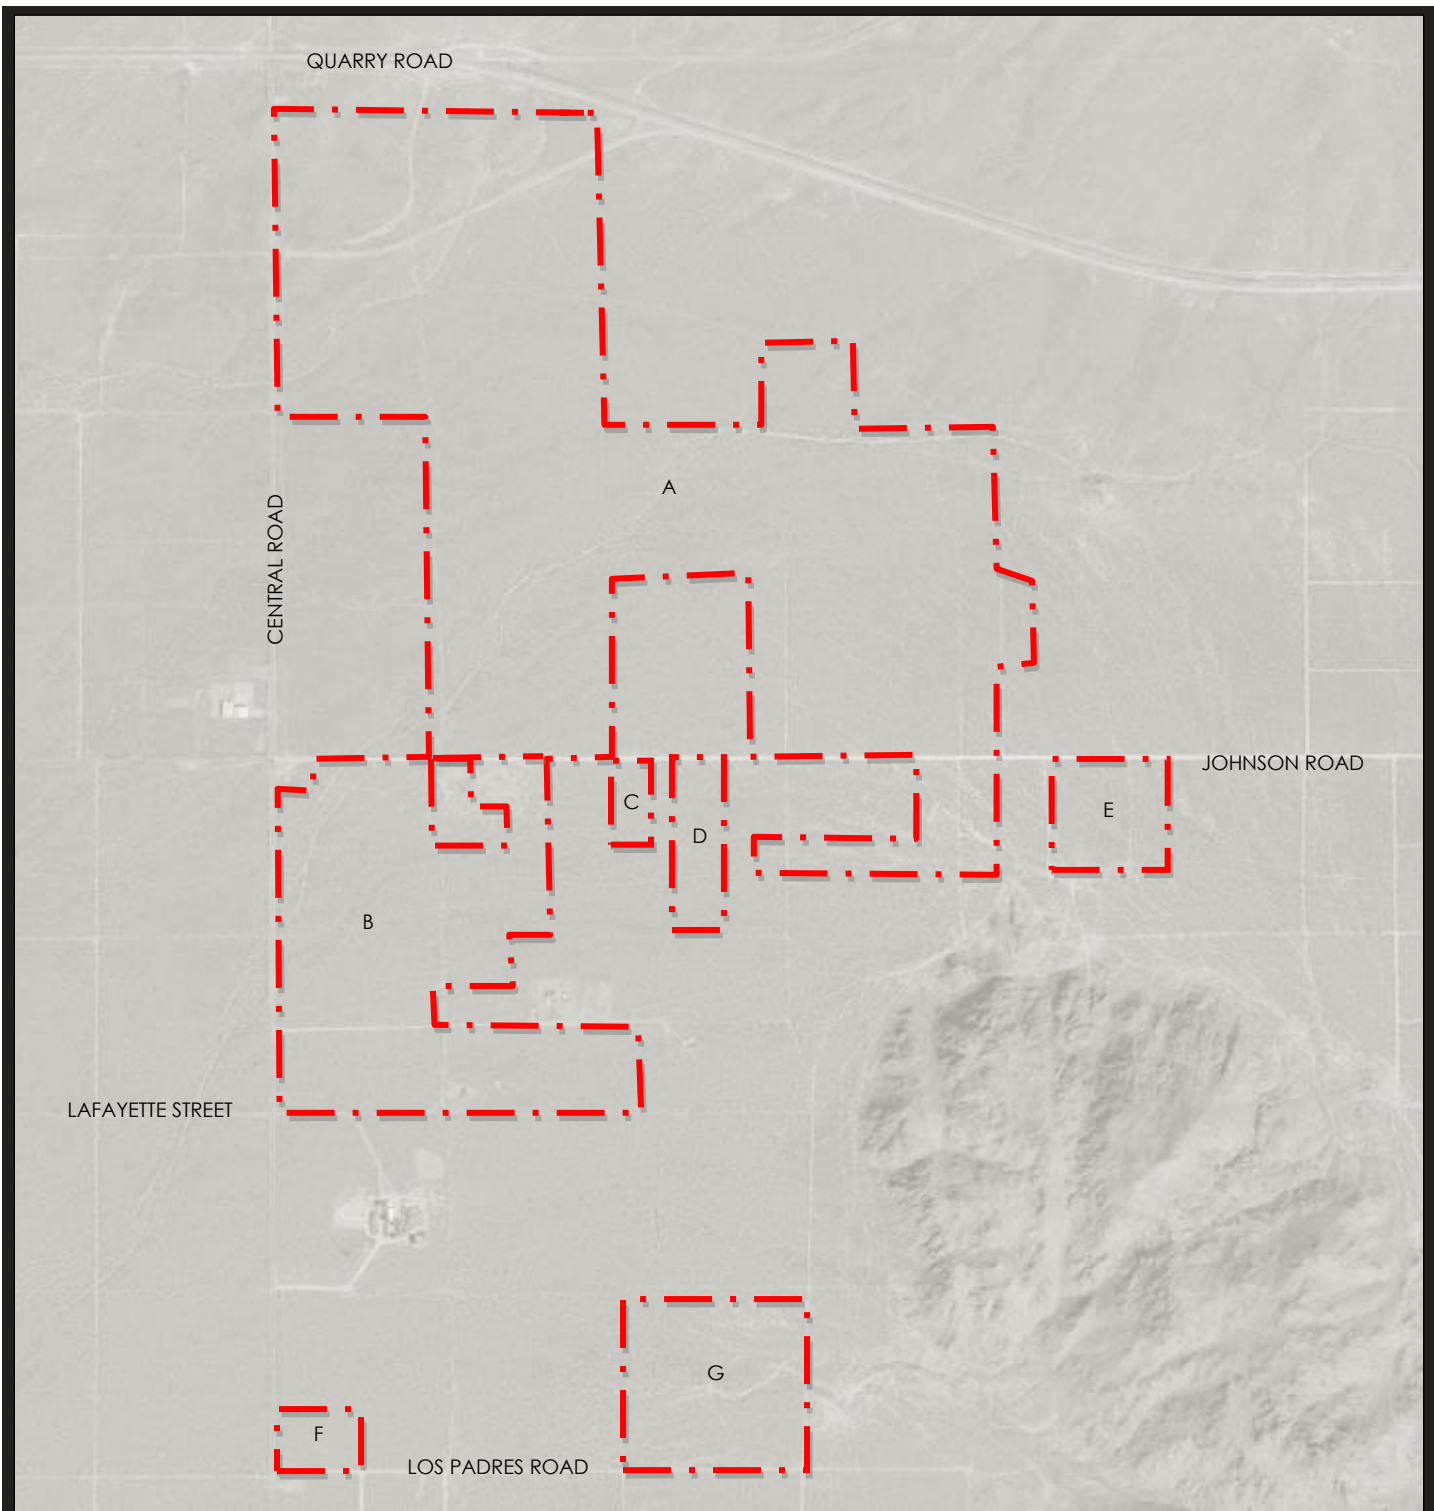 QUARRY ROAD
A
CENTRAL ROAD
JOHNSON ROAD
C
E
D
B
LAFAYETTE STREET
G
F
LOS PADRES ROAD